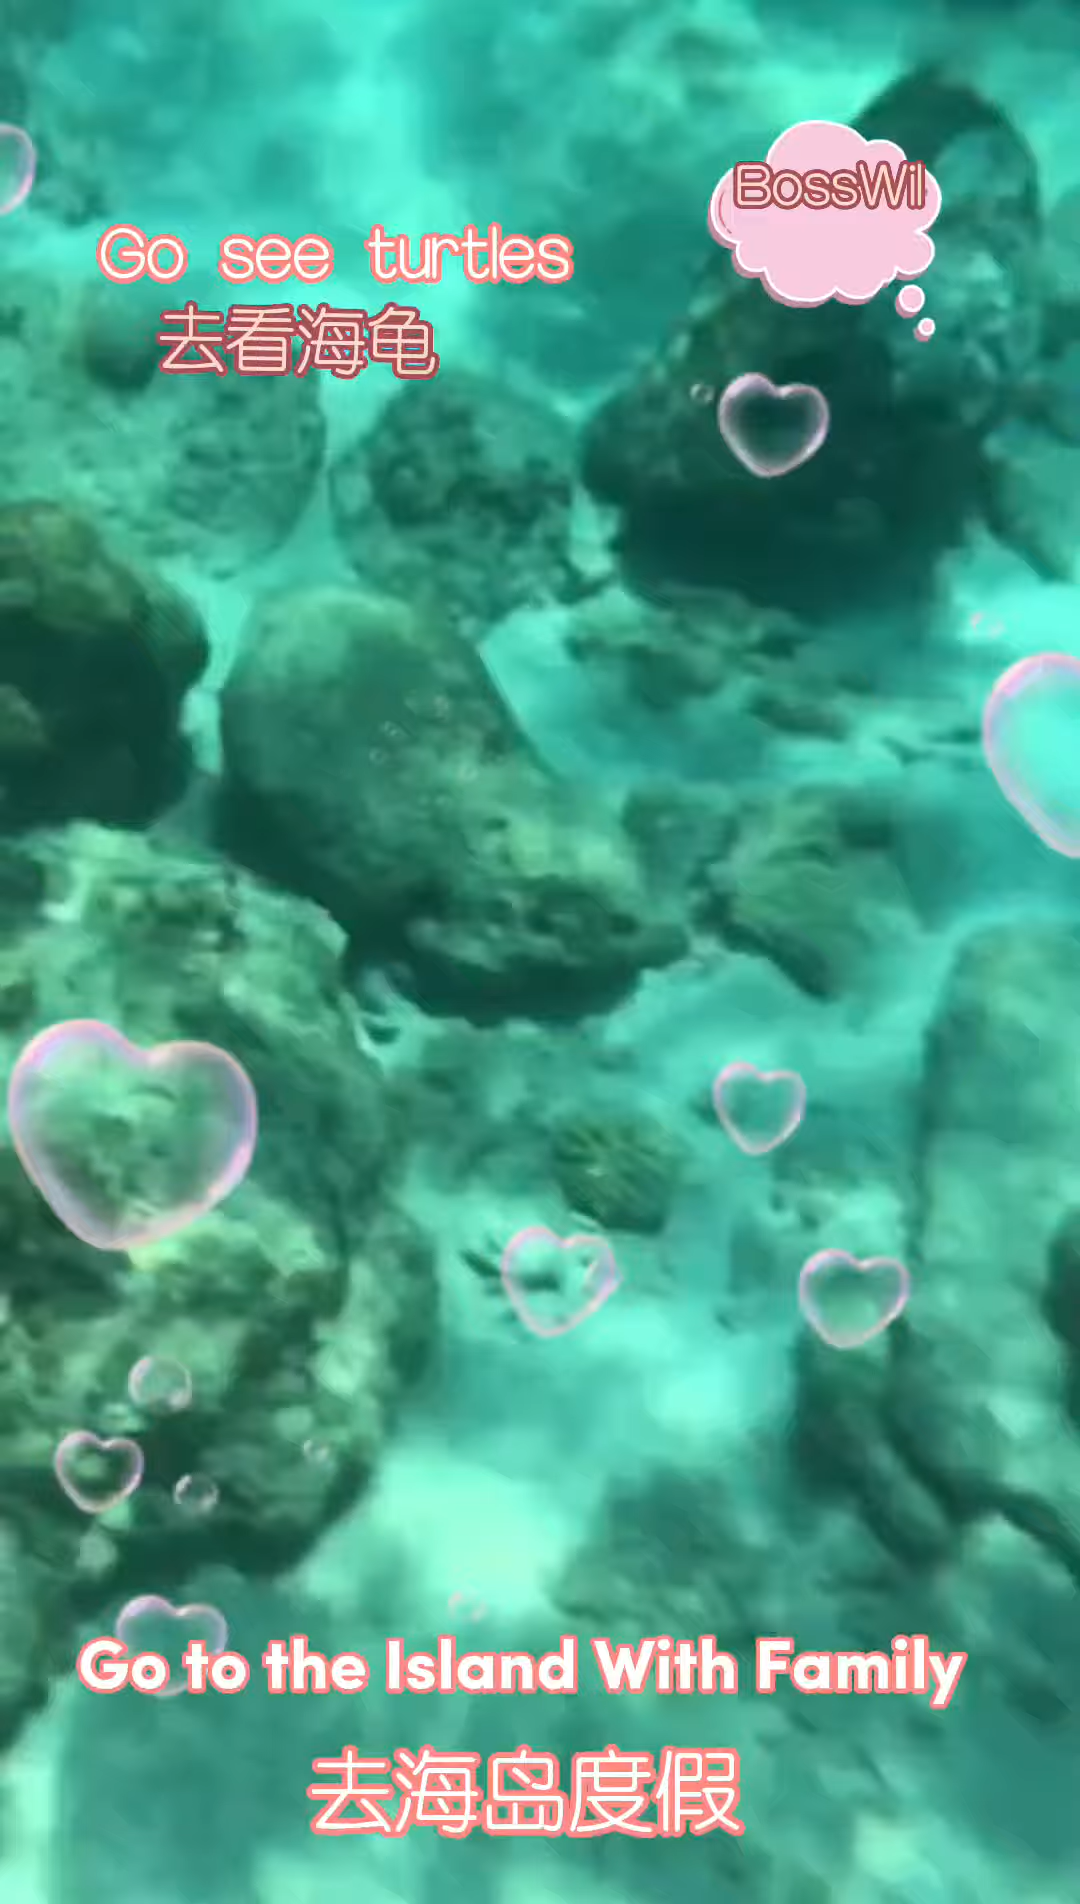 BossWil
Go see turtles
去看海龟
Go to the Island With Family
去海岛度假